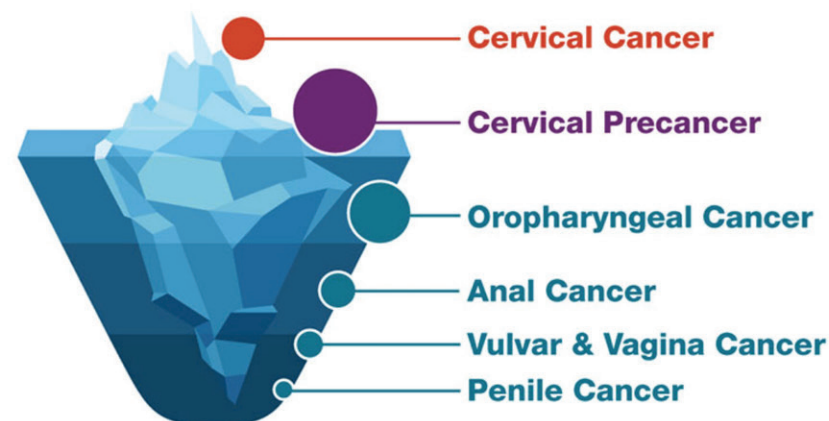 Cervical Cancer
Cervical Precancer
Oropharyngeal Cancer
Anal Cancer
Vulvar & Vagina Cancer
Penile Cancer